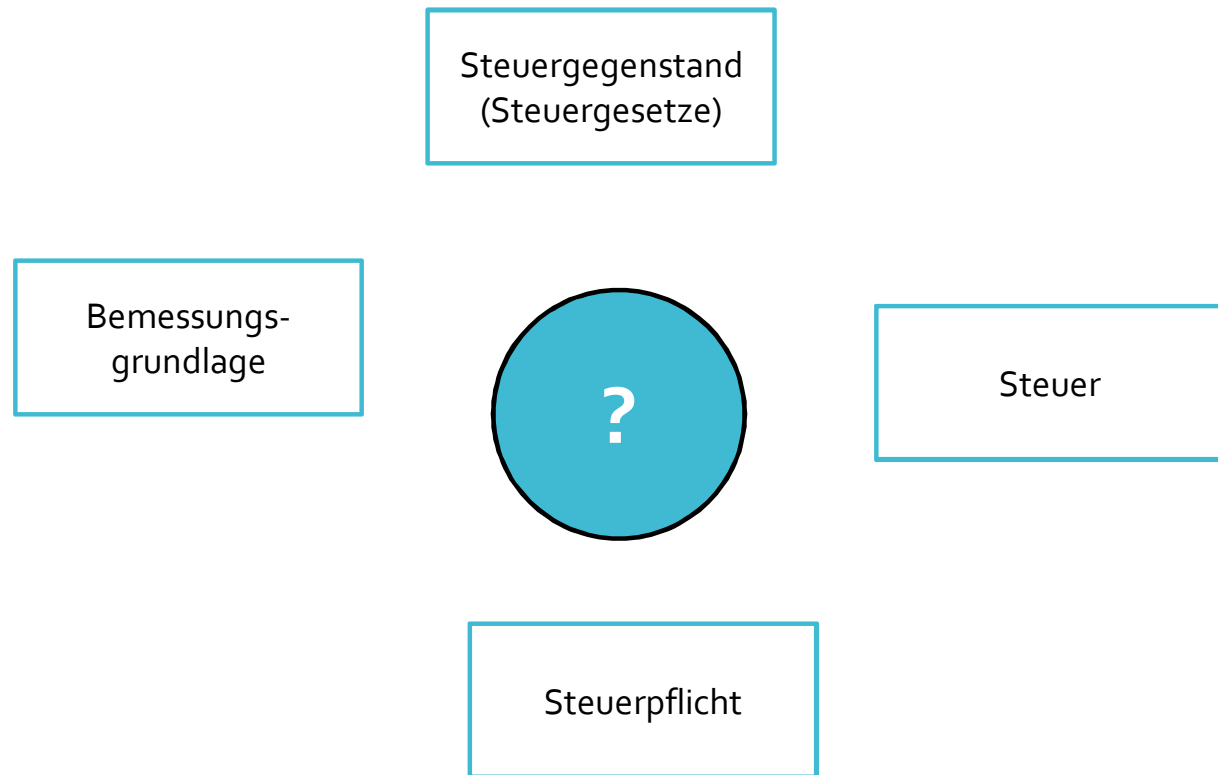 Steuergegenstand
(Steuergesetze)
Bemessungs-
grundlage
?
Steuer
Steuerpflicht